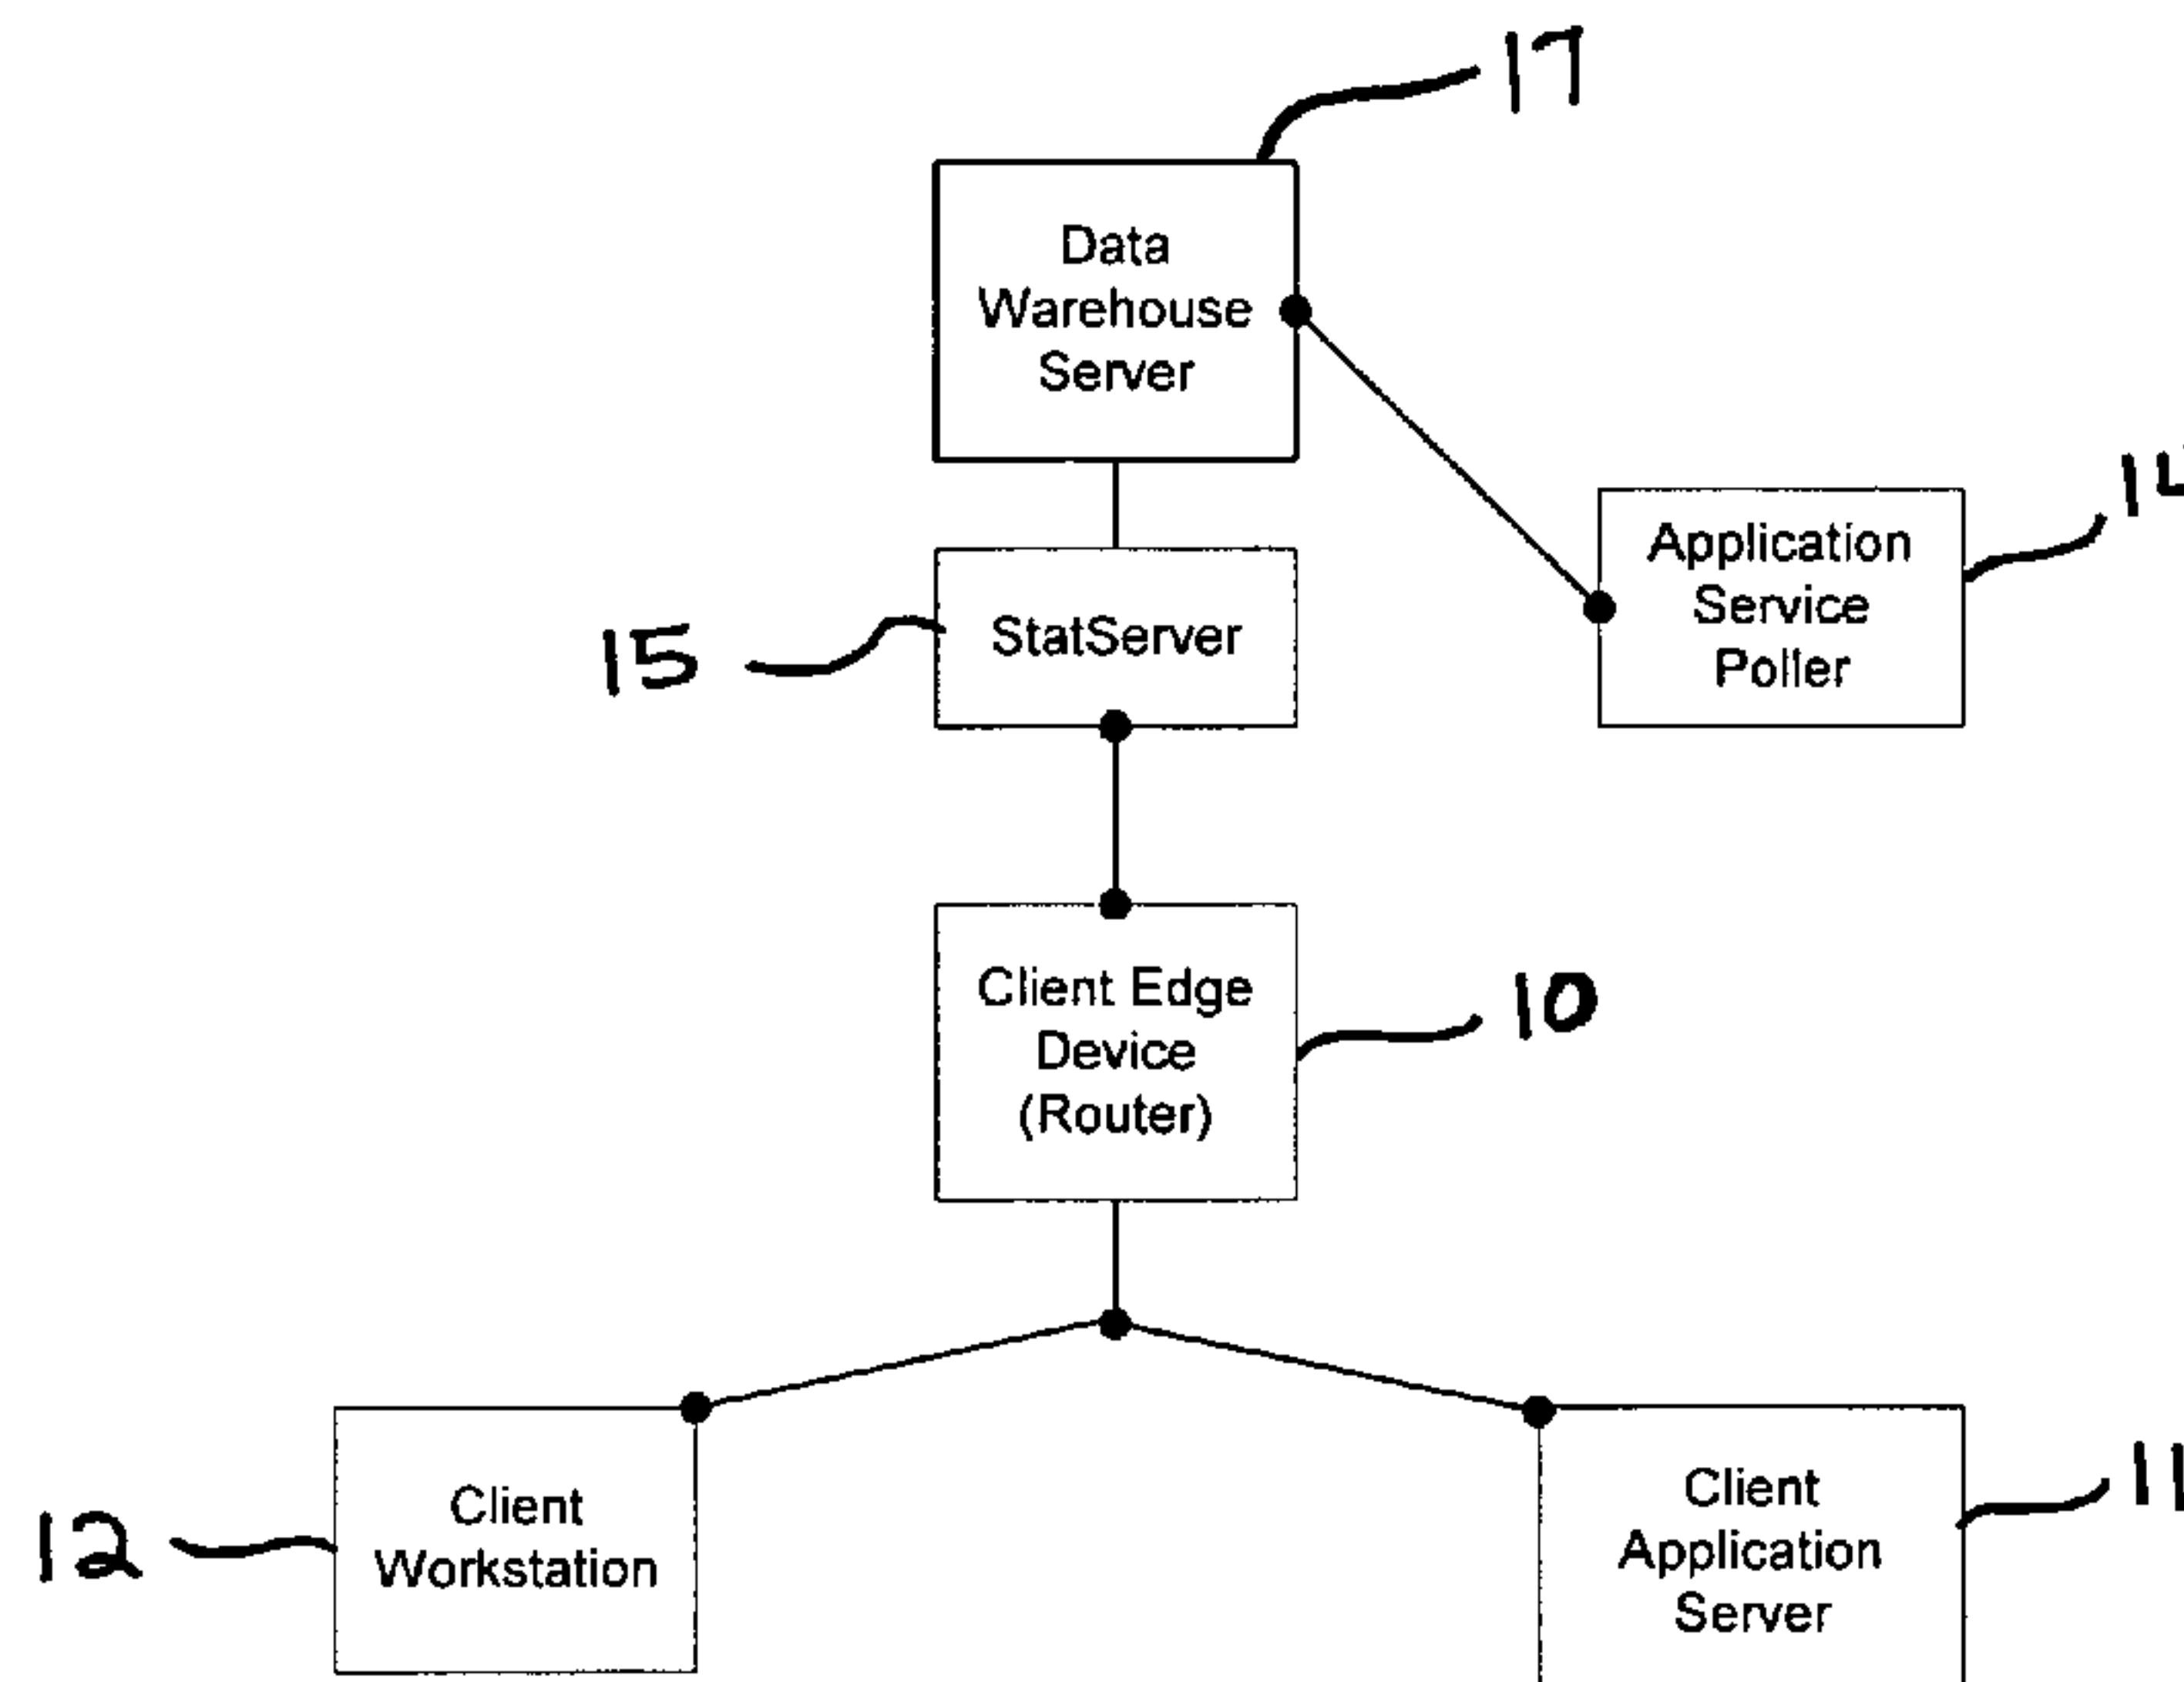 17
Data
Warehouse
Server
Application
Service
Poller
15
StatServer
Client Edge
Device
(Router)
10
12
Client
Workstation
Client
Application
Server
11